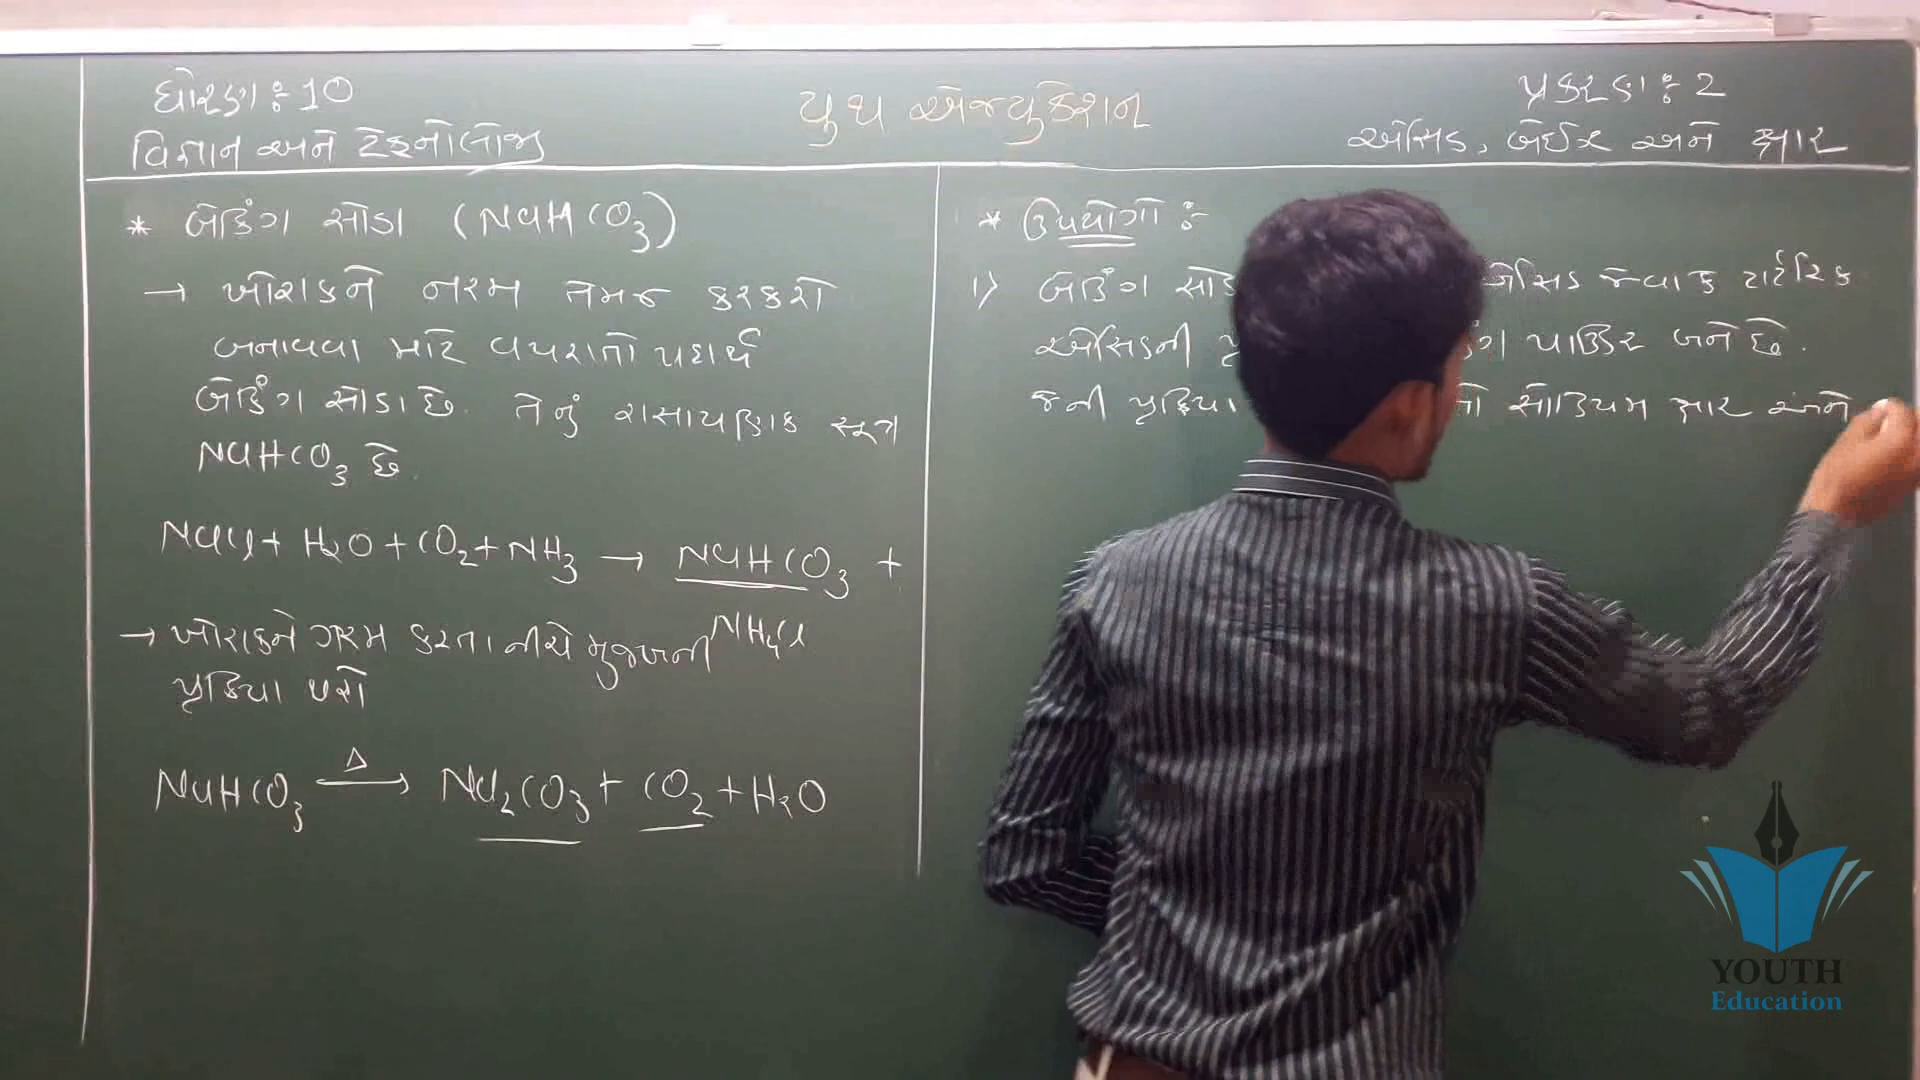 ધોરણ : 10
વિજ્ઞાન અને ટેકનોલોજી
યુથ એજ્યુકેશન
પ્રકરણ : 2
એસિડ, બેઈઝ અને ક્ષાર
* બેકિંગ સોડા (NaHCO3)
→ ખોરાકને નરમ તેમજ કરકરો
બનાવવા માટે વપરાતો પદાર્થ
બેકિંગ સોડા છે. તેનું રાસાયણિક સૂત્ર
NaHCO3 છે.
NaCl + H2O + CO2 + NH3 → NaHCO3 +
NH4Cl
→ ખોરાકને ગરમ કરતા નીચે મુજબની
પ્રક્રિયા થશે
NaHCO3 Δ→ Na2CO3 + CO2 + H2O
* ઉપયોગો :-
1) બેકિંગ એસિડ જેવાકે ટાર્ટરિક
એસિડની પાઉડર બને છે.
જેની પ્રક્રિયા સોડિયમ ક્ષાર અને
YOUTH
Education